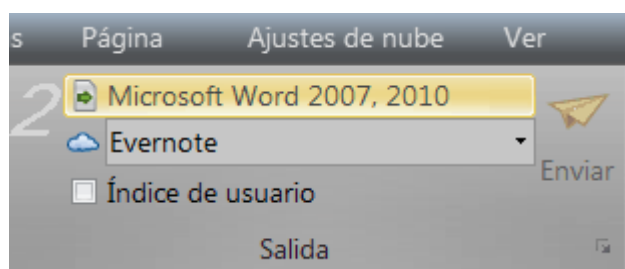 s Página Ajustes de nube Ver
2 Microsoft Word 2007, 2010
Evernote
Enviar
Índice de usuario
Salida